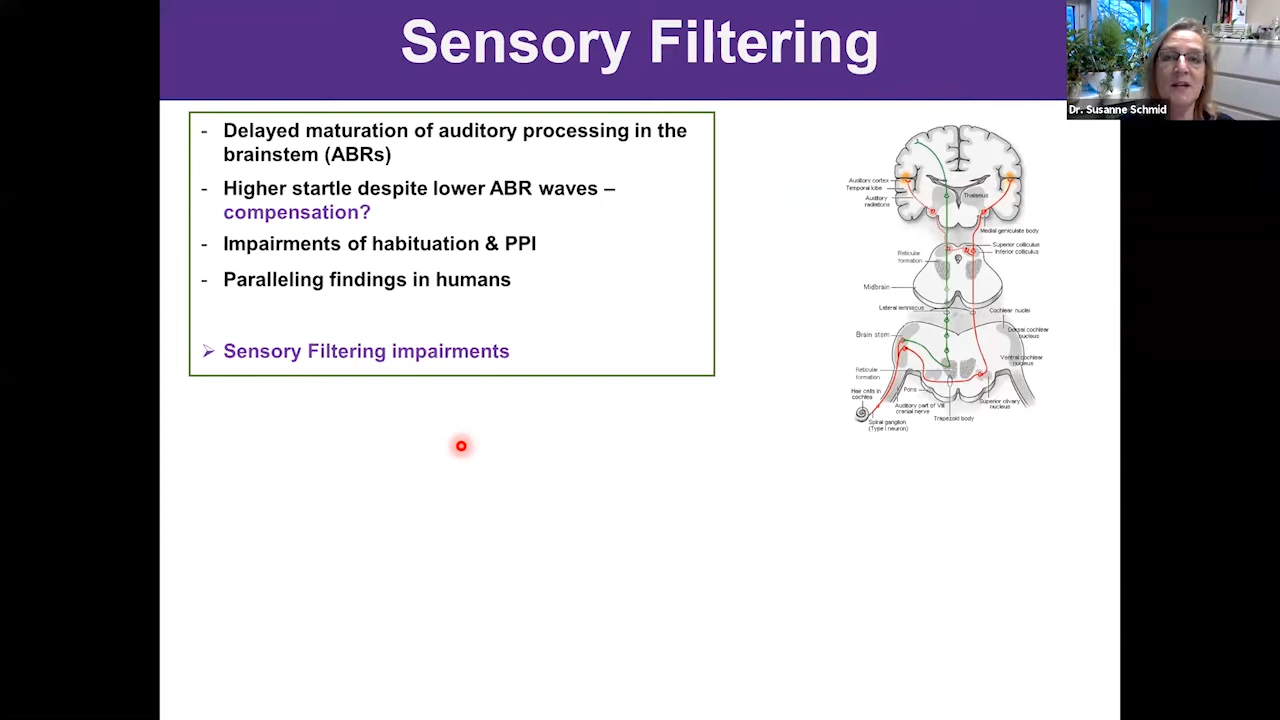 Sensory Filtering
Dr. Susanne Schmid
- Delayed maturation of auditory processing in the
brainstem (ABRs)
- Higher startle despite lower ABR waves –
compensation?
- Impairments of habituation & PPI
- Paralleling findings in humans
➢ Sensory Filtering impairments
Auditory cortex
Temporal lobe
Auditory
radiations
Thalamus
Medial geniculate body
Superior colliculus
Inferior colliculus
Reticular
formation
Midbrain
Lateral lemniscus
Cochlear nuclei
Dorsal cochlear
nucleus
Brain stem
Ventral cochlear
nucleus
Reticular
formation
Pons
Hair cells in
cochlea
Auditory part of VIII
cranial nerve
Superior olivary
nucleus
Trapezoid body
Spiral ganglion
(Type I neuron)